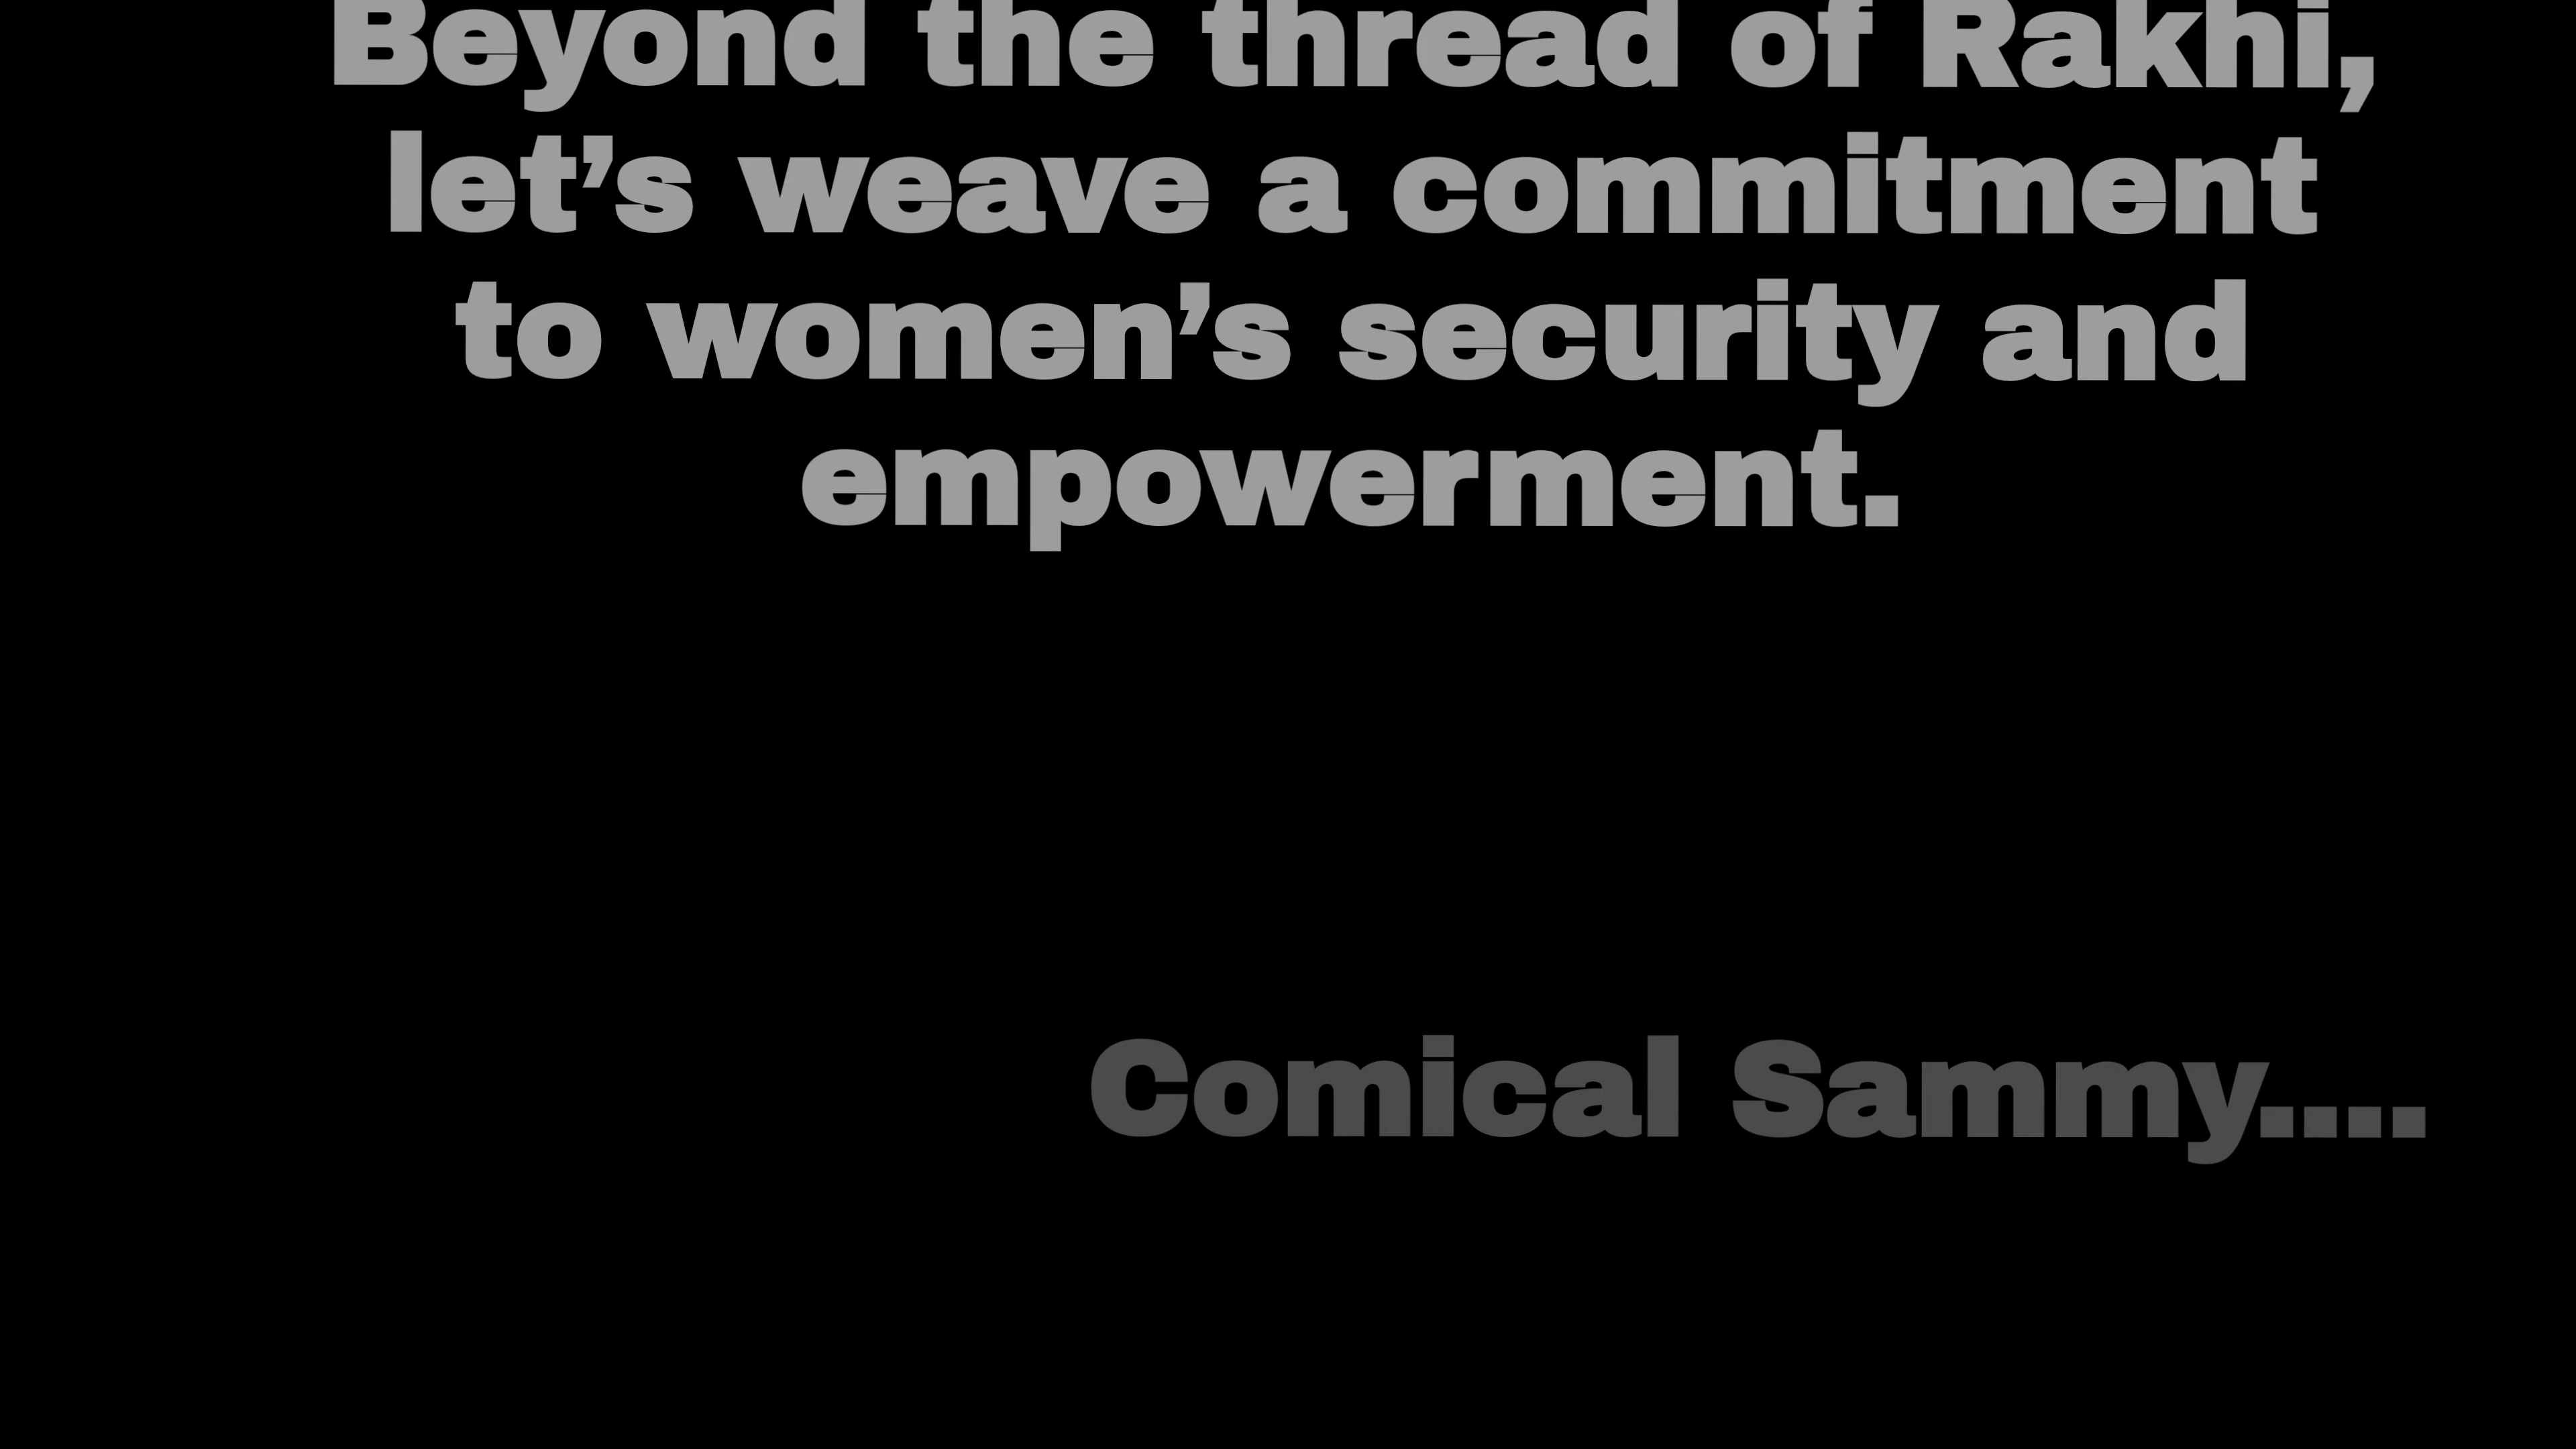 Beyond the thread of Rakhi,
let’s weave a commitment
to women’s security and
empowerment.
Comical Sammy....